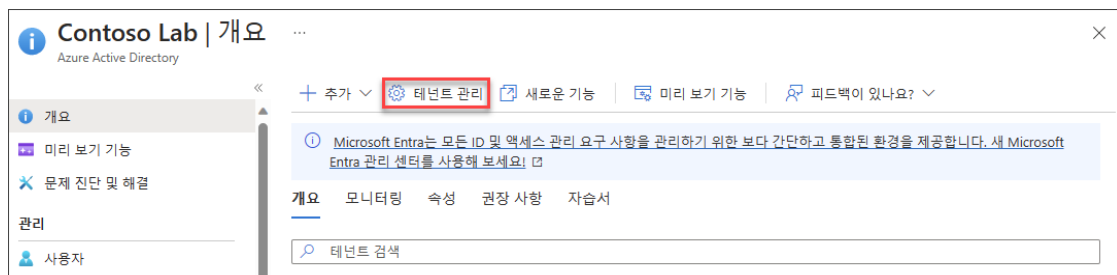 Contoso Lab | 개요 ...
Azure Active Directory
+ 추가 테넌트 관리 새로운 기능 미리 보기 기능 피드백이 있나요?
개요
미리 보기 기능
문제 진단 및 해결
관리
사용자
Microsoft Entra는 모든 ID 및 액세스 관리 요구 사항을 관리하기 위한 보다 간단하고 통합된 환경을 제공합니다. 새 Microsoft
Entra 관리 센터를 사용해 보세요!
개요 모니터링 속성 권장 사항 자습서
테넌트 검색